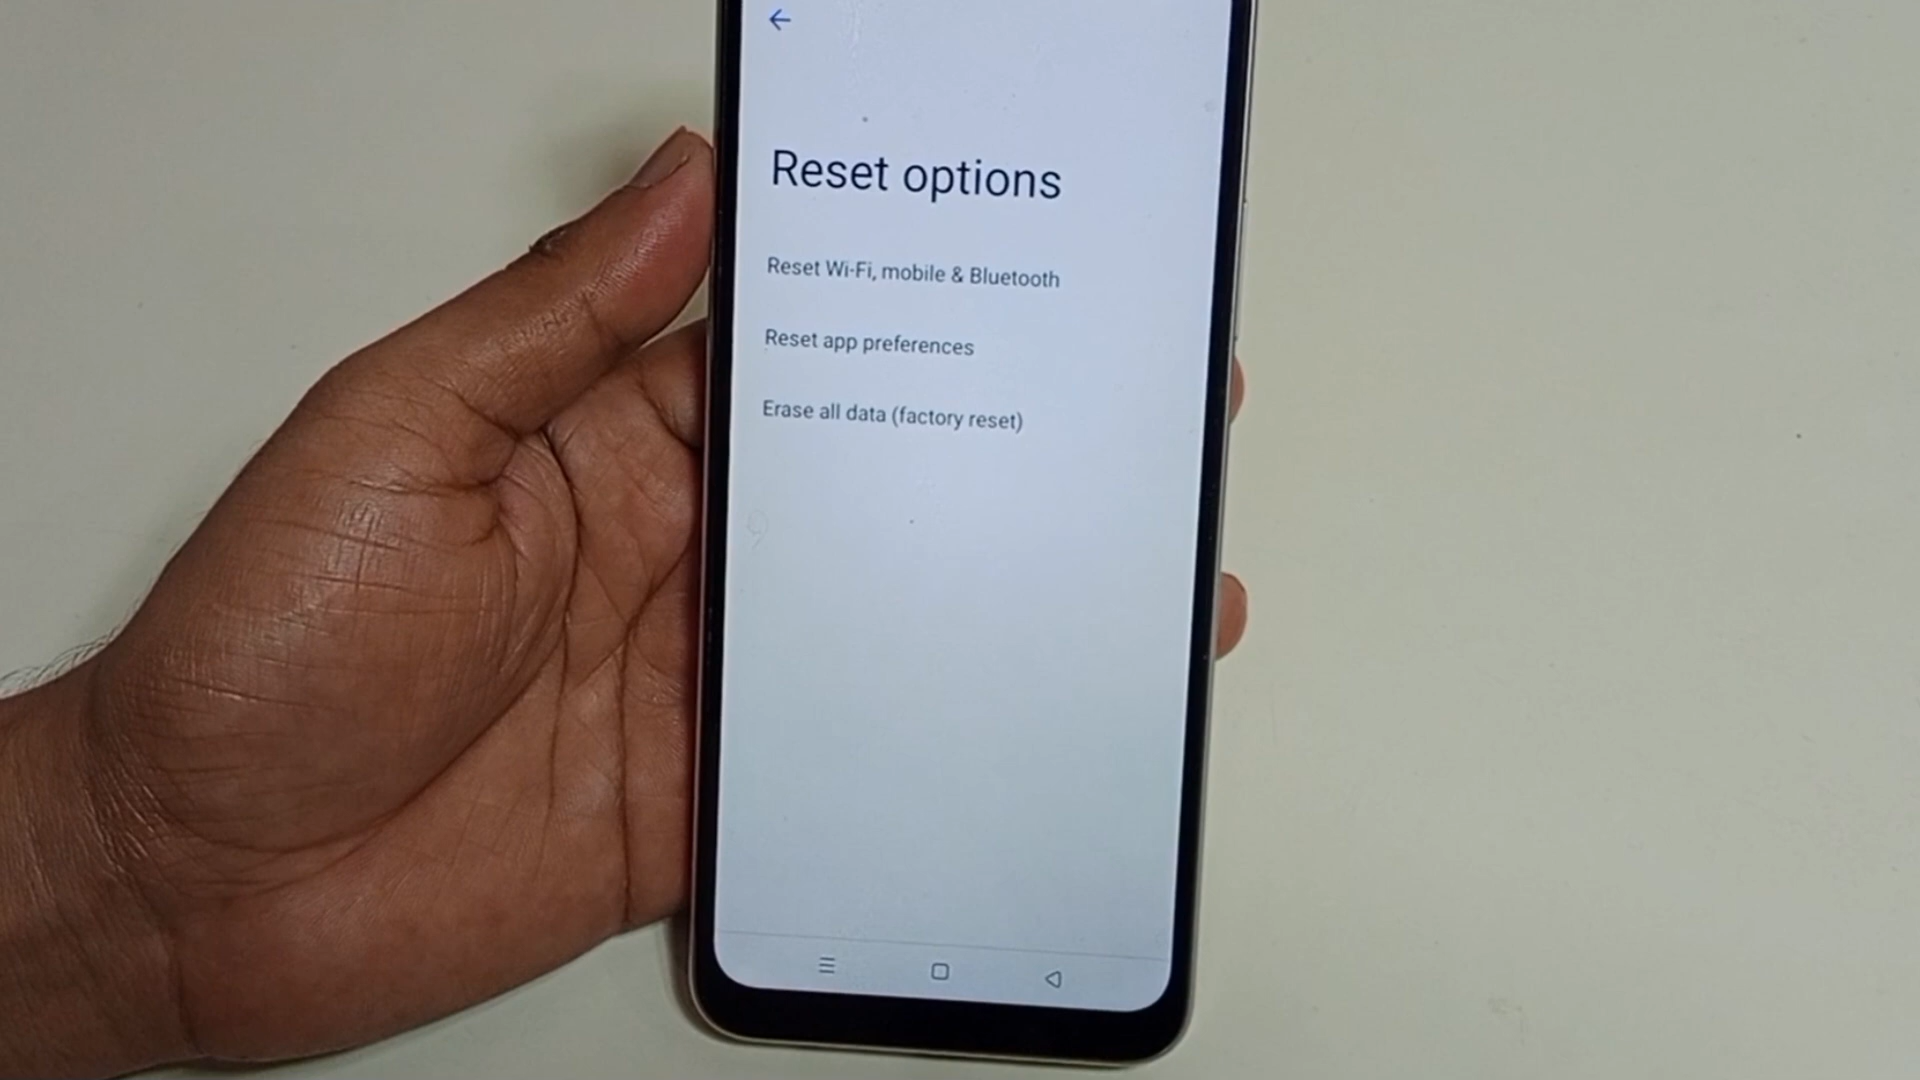 Reset options
Reset Wi-Fi, mobile & Bluetooth
Reset app preferences
Erase all data (factory reset)